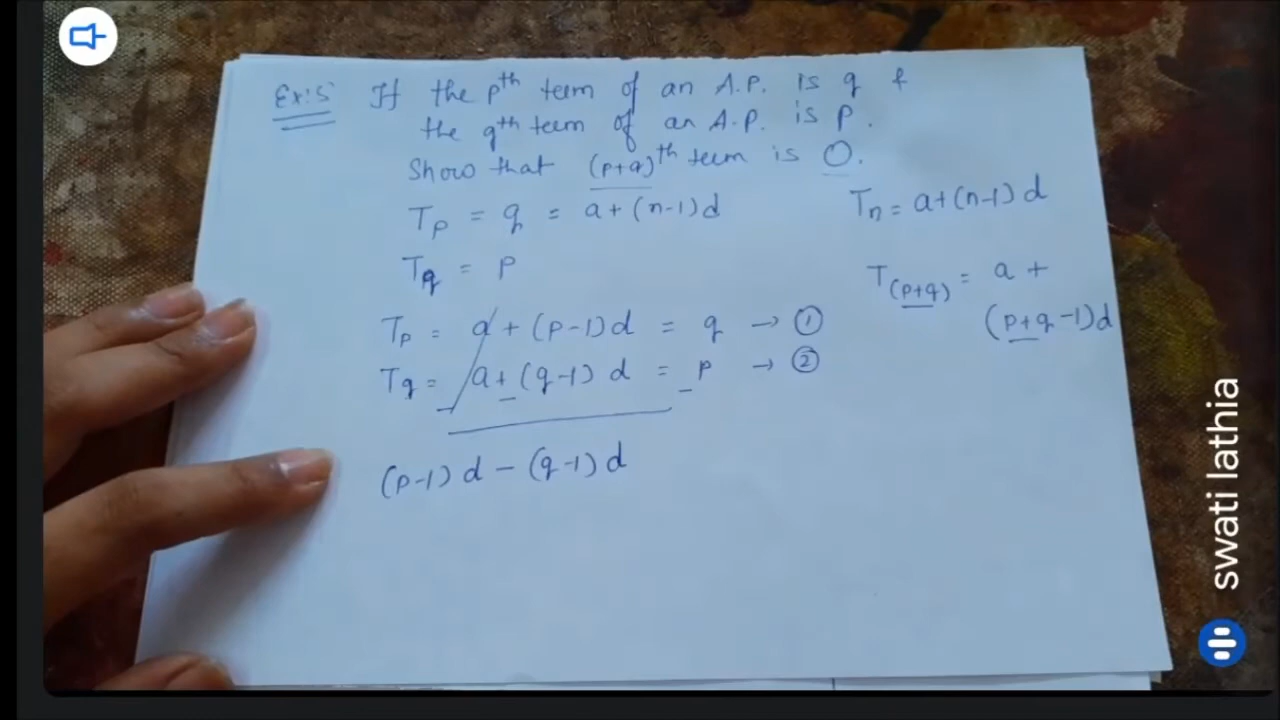 Ex:5 If the pth term of an A.P. is q &
the qth term of an A.P. is p.
Show that (p+q)th term is 0.
Tp = q = a+(n-1)d
Tn = a+(n-1)d
Tq = p
T(p+q) = a +
(p+q-1)d
Tp = a + (p-1)d = q → ①
Tq = a+(q-1) d = p → ②
(p-1) d - (q-1) d
swati lathia